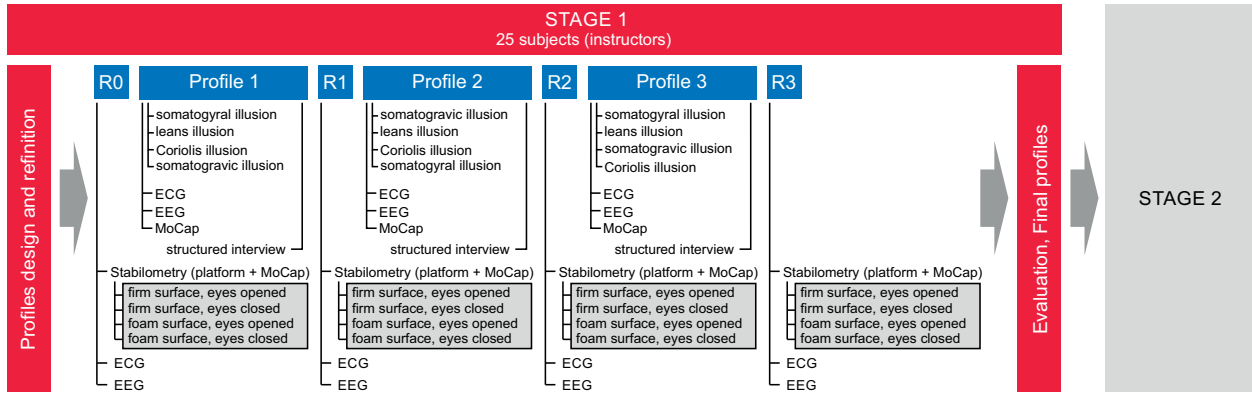 STAGE 1
25 subjects (instructors)
Profiles design and refinition
R0
Profile 1
somatogyral illusion
leans illusion
Coriolis illusion
somatogravic illusion
ECG
EEG
MoCap
structured interview
Stabilometry (platform + MoCap)
firm surface, eyes opened
firm surface, eyes closed
foam surface, eyes opened
foam surface, eyes closed
ECG
EEG
R1
Profile 2
somatogravic illusion
leans illusion
Coriolis illusion
somatogyral illusion
ECG
EEG
MoCap
structured interview
Stabilometry (platform + MoCap)
firm surface, eyes opened
firm surface, eyes closed
foam surface, eyes opened
foam surface, eyes closed
ECG
EEG
R2
Profile 3
somatogyral illusion
leans illusion
somatogravic illusion
Coriolis illusion
ECG
EEG
MoCap
structured interview
Stabilometry (platform + MoCap)
firm surface, eyes opened
firm surface, eyes closed
foam surface, eyes opened
foam surface, eyes closed
ECG
EEG
R3
Stabilometry (platform + MoCap)
firm surface, eyes opened
firm surface, eyes closed
foam surface, eyes opened
foam surface, eyes closed
ECG
EEG
Evaluation, Final profiles
STAGE 2